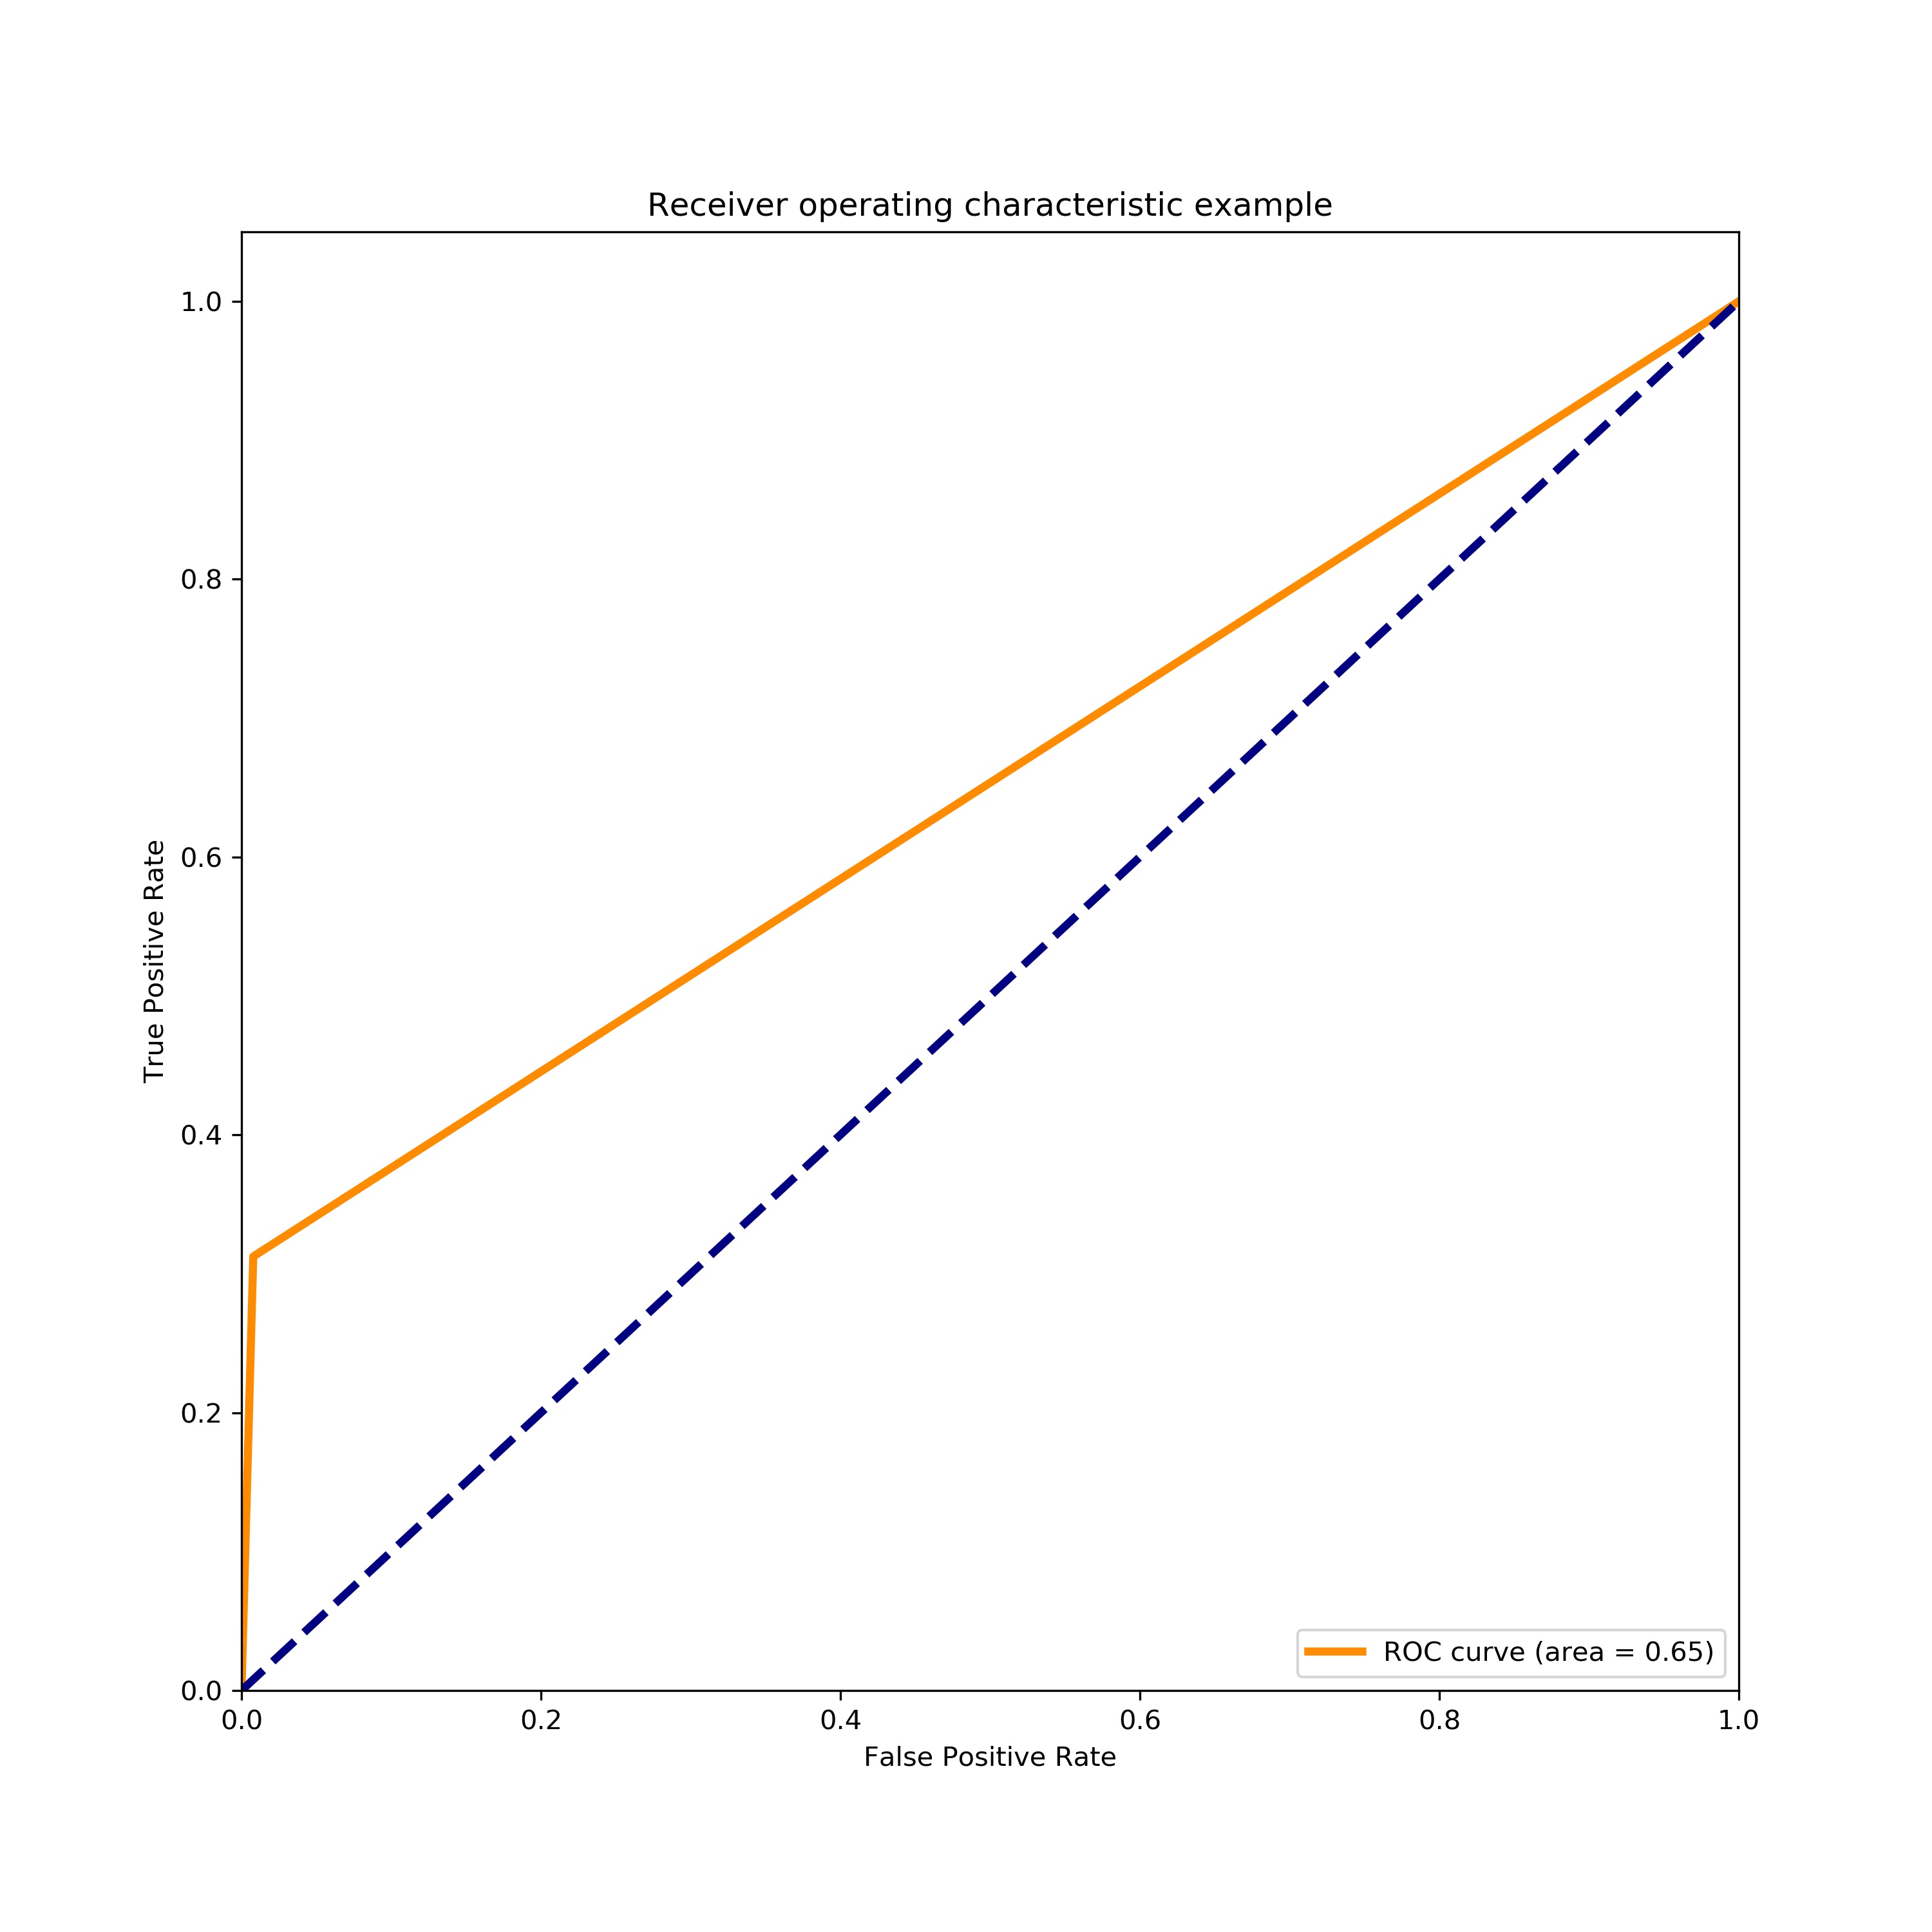 Receiver operating characteristic example
True Positive Rate
1.0
0.8
0.6
0.4
0.2
0.0
0.0 0.2 0.4 0.6 0.8 1.0
False Positive Rate
ROC curve (area = 0.65)